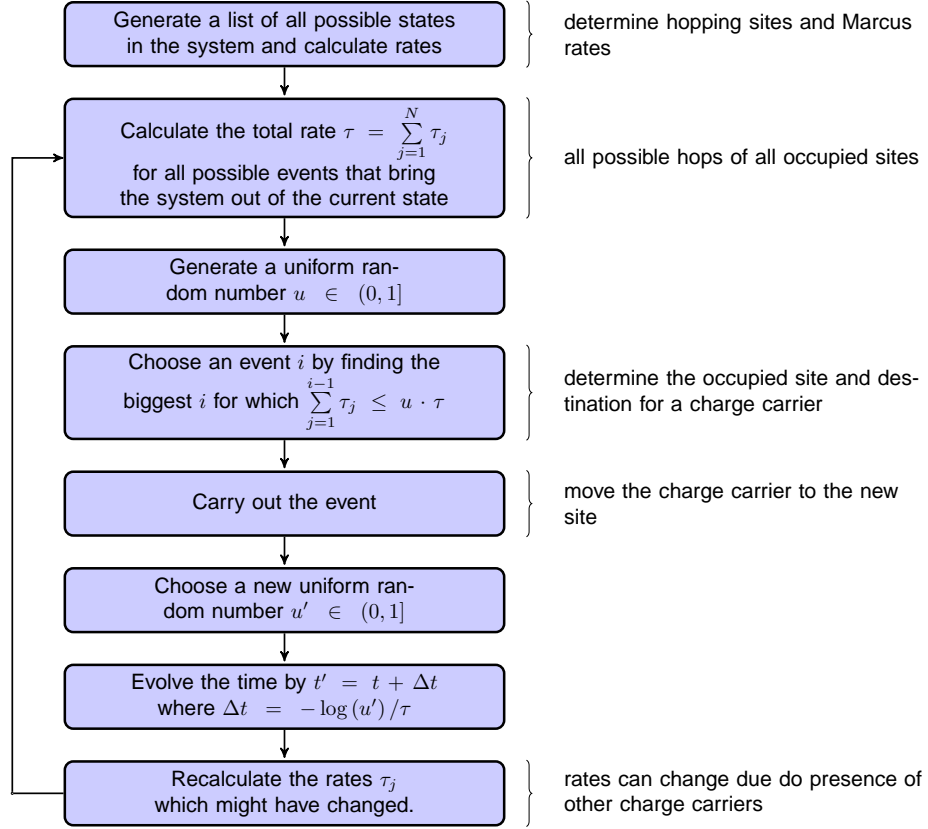 Generate a list of all possible states
in the system and calculate rates
determine hopping sites and Marcus
rates
Calculate the total rate τ = ∑_{j=1}^{N} τ_j
for all possible events that bring
the system out of the current state
all possible hops of all occupied sites
Generate a uniform ran-
dom number u ∈ (0, 1]
Choose an event i by finding the
biggest i for which ∑_{j=1}^{i−1} τ_j ≤ u · τ
determine the occupied site and des-
tination for a charge carrier
Carry out the event
move the charge carrier to the new
site
Choose a new uniform ran-
dom number u′ ∈ (0, 1]
Evolve the time by t′ = t + Δt
where Δt = − log (u′) /τ
Recalculate the rates τ_j
which might have changed.
rates can change due do presence of
other charge carriers